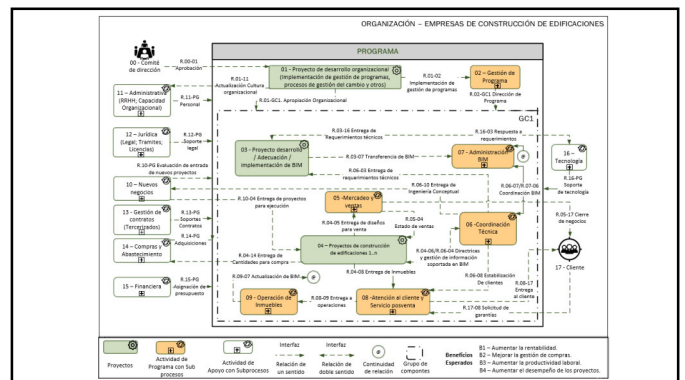 ORGANIZACIÓN – EMPRESAS DE CONSTRUCCIÓN DE EDIFICACIONES
PROGRAMA
00 - Comité
de dirección
R.00-01
Aprobación
01 - Proyecto de desarrollo organizacional
(Implementación de gestión de programas,
procesos de gestión del cambio y otros)
R.01-02
Implementación de
gestión de programas
02 – Gestión de
Programa
R.01-11
Actualización Cultura
organizacional
11 – Administrativa
(RRHH; Capacidad
Organizacional)
R.11-PG
Personal
R.01-GC1. Apropiación Organizacional
R.02-GC1 Dirección de
Programa
GC1
12 – Jurídica
(Legal; Tramites;
Licencias)
R.12-PG
Soporte
legal
R.03-16 Entrega de
Requerimientos técnicos
R.16-03 Respuesta a
requerimientos
03 - Proyecto desarrollo
/ Adecuación /
implementación de BIM
R.03-07 Transferencia de BIM
07 – Administración
BIM
16 –
Tecnología
R.10-PG Evaluación de entrada
de nuevos proyectos
R.06-03 Entrega de
requerimientos técnicos
R.16-PG
Soporte
de tecnología
10 – Nuevos
negocios
R.06-10 Entrega de
Ingeniería Conceptual
R.06-07/R.07-06
Coordinación BIM
R.10-04 Entrega de proyectos
para ejecución
05 -Mercadeo y
ventas
R.05-17 Cierre
de negocios
13 - Gestión de
contratos
(Tercerizados)
R.13-PG
Soportes
Contratos
R.04-05 Entrega de diseños
para venta
R.05-04
Estado de ventas
06 -Coordinación
Técnica
R.14-PG
Adquisiciones
14 – Compras y
Abastecimiento
04 – Proyectos de construcción
de edificaciones 1..n
R.04-06/R.06-04 Directrices
y gestión de información
soportada en BIM
17 - Cliente
R.04-14 Entrega de
Cantidades para compra
R.09-07 Actualización de BIM
R.04-08 Entrega de Inmuebles
R.06-08 Estabilización
De clientes
R.08-17
Entrega
al cliente
15 – Financiera
R.15-PG
-Asignación de
presupuesto
09 – Operación de
Inmuebles
R.08-09 Entrega a
operaciones
08 -Atención al cliente y
Servicio posventa
R.17-08 Solicitud de
garantías
Proyectos
Actividad de
Programa con Sub
procesos
Actividad de
Apoyo con Subprocesos
Interfaz
Relación de
un sentido
Interfaz
Relación de
doble sentido
Continuidad
de relación
Grupo de
compontes
Beneficios
Esperados
B1 – Aumentar la rentabilidad.
B2 – Mejorar la gestión de compras.
B3 – Aumentar la productividad laboral.
B4 – Aumentar el desempeño de los proyectos.